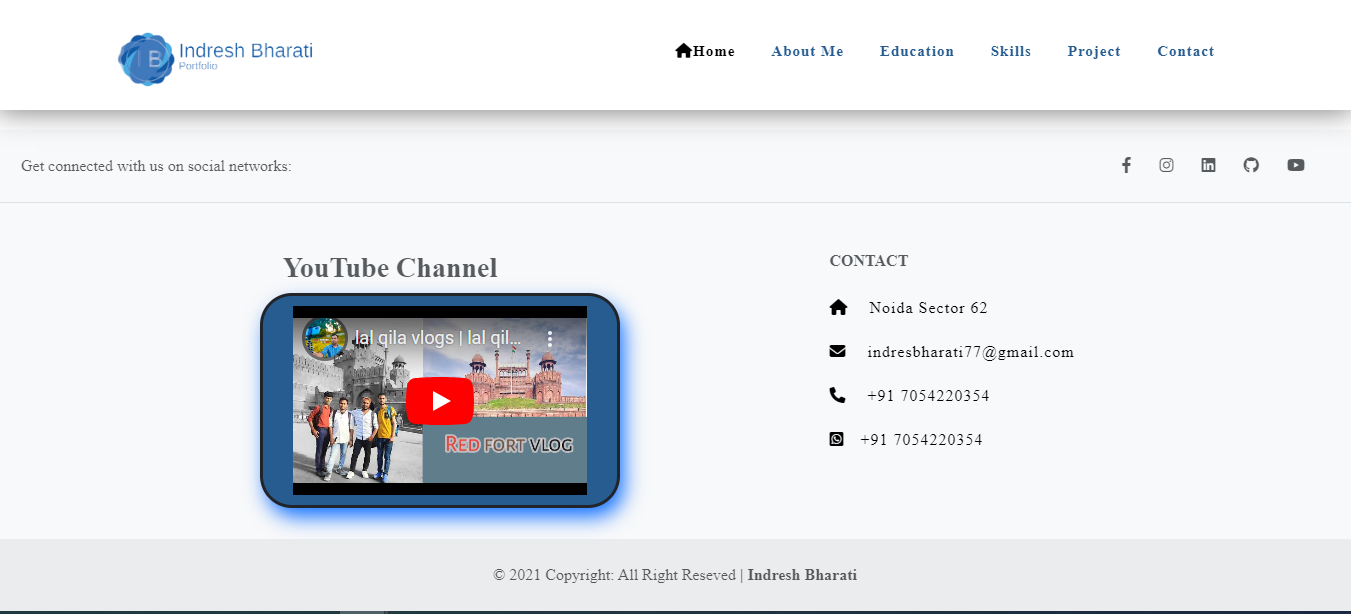 IB Indresh Bharati
Portfolio
Home About Me Education Skills Project Contact
Get connected with us on social networks:
YouTube Channel
lal qila vlogs | lal qil...
RED FORT VLOG
CONTACT
Noida Sector 62
indresbharati77@gmail.com
+91 7054220354
+91 7054220354
© 2021 Copyright: All Right Reseved | Indresh Bharati